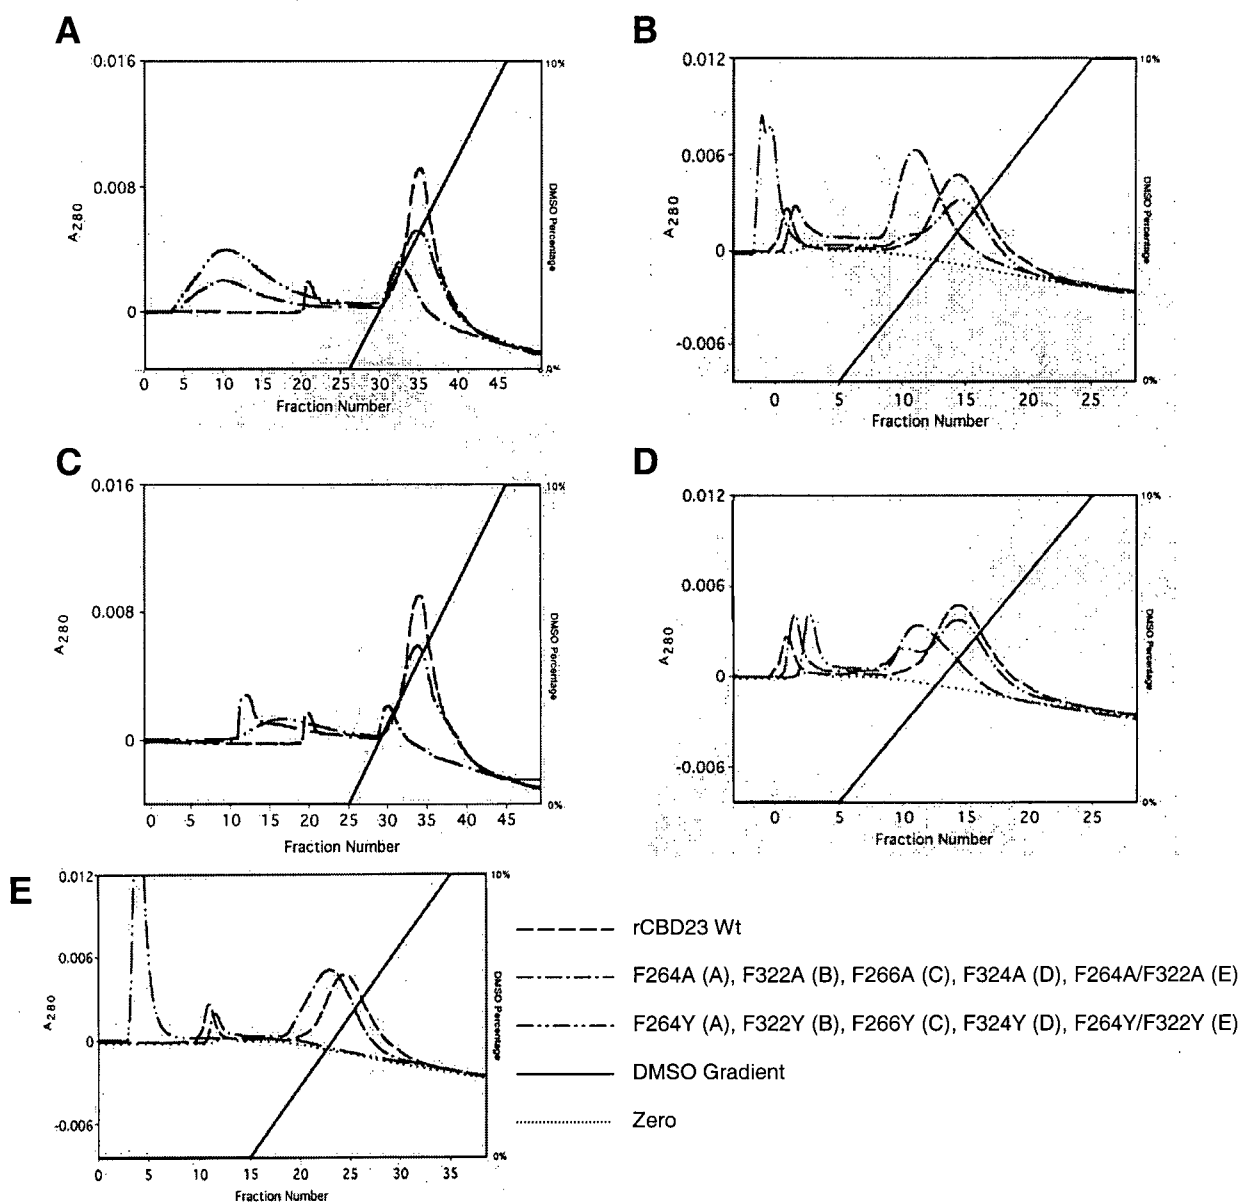 A
0.016
0.008
0
A280
10%
DMSO Percentage
0%
0 5 10 15 20 25 30 35 40 45
Fraction Number
B
0.012
0.006
0
-0.006
A280
10%
DMSO Percentage
0%
0 5 10 15 20 25
Fraction Number
C
0.016
0.008
0
A280
10%
DMSO Percentage
0%
0 5 10 15 20 25 30 35 40 45
Fraction Number
D
0.012
0.006
0
-0.006
A280
10%
DMSO Percentage
0%
0 5 10 15 20 25
Fraction Number
E
0.012
0.006
0
-0.006
A280
10%
DMSO Percentage
0%
0 5 10 15 20 25 30 35
Fraction Number
rCBD23 Wt
F264A (A), F322A (B), F266A (C), F324A (D), F264A/F322A (E)
F264Y (A), F322Y (B), F266Y (C), F324Y (D), F264Y/F322Y (E)
DMSO Gradient
Zero